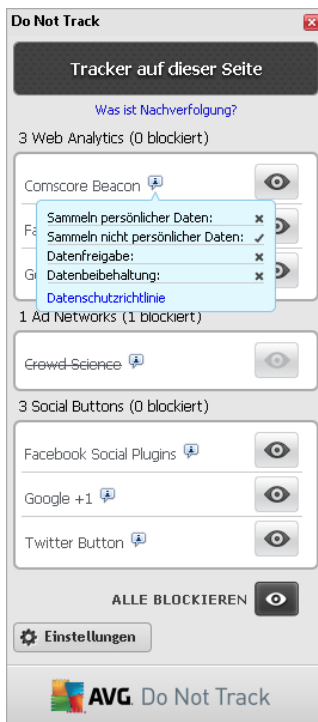 Do Not Track
Tracker auf dieser Seite
Was ist Nachverfolgung?
3 Web Analytics (0 blockiert)
Comscore Beacon
Sammeln persönlicher Daten:
Sammeln nicht persönlicher Daten:
Datenfreigabe:
Datenbeibehaltung:
Datenschutzrichtlinie
1 Ad Networks (1 blockiert)
Crowd Science
3 Social Buttons (0 blockiert)
Facebook Social Plugins
Google +1
Twitter Button
ALLE BLOCKIEREN
Einstellungen
AVG. Do Not Track